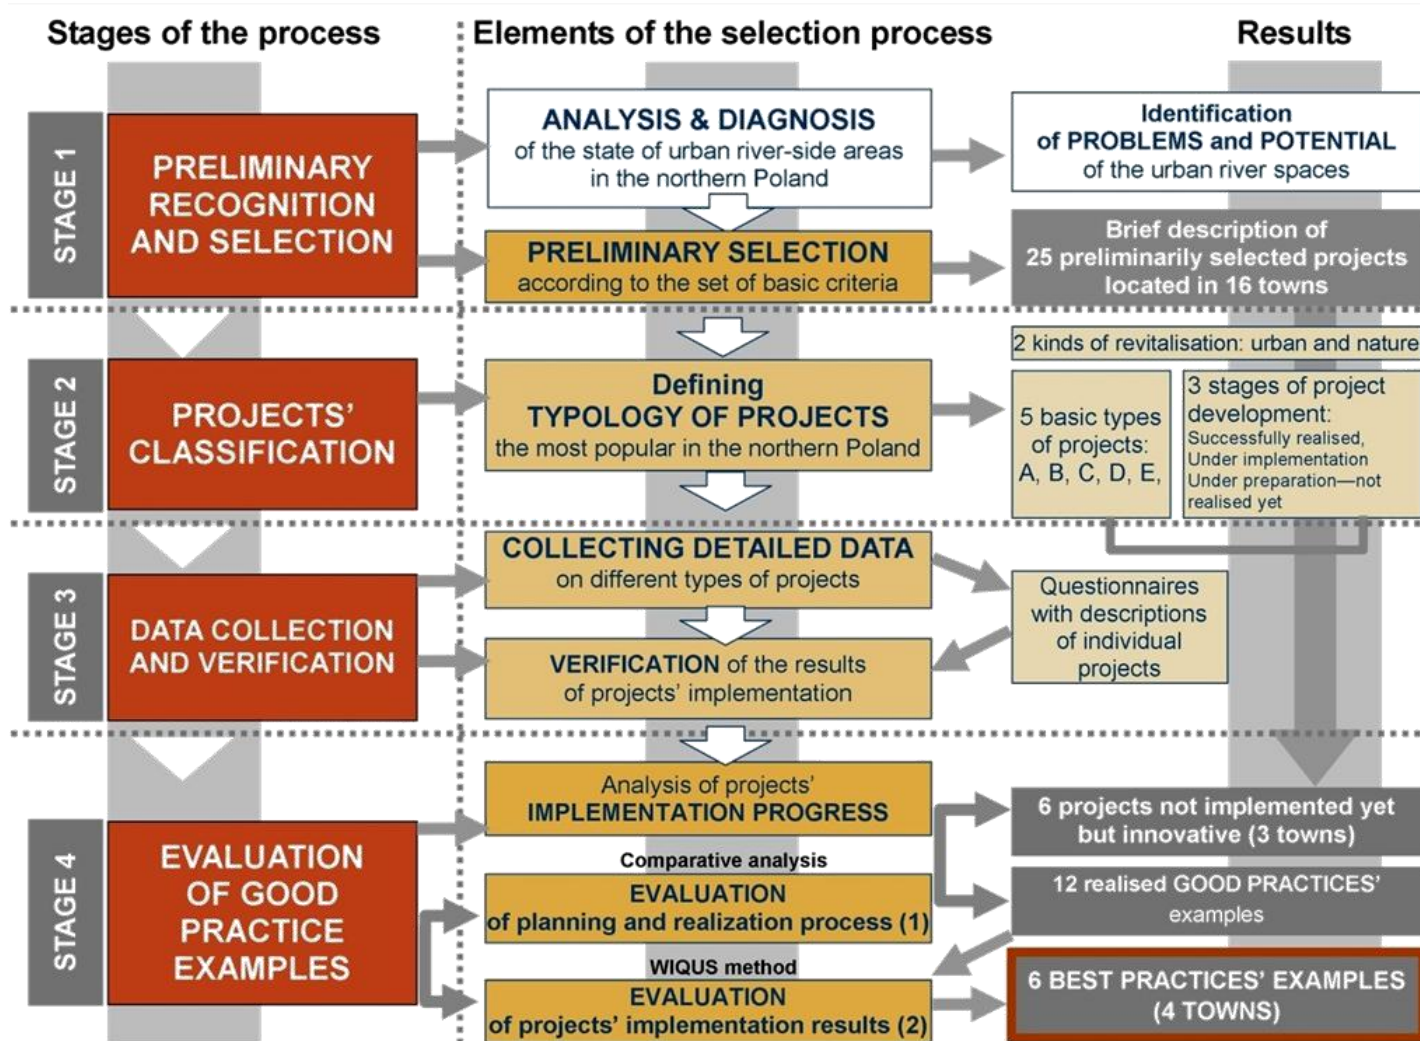 Stages of the process
Elements of the selection process
Results
STAGE 1
PRELIMINARY
RECOGNITION
AND SELECTION
ANALYSIS & DIAGNOSIS
of the state of urban river-side areas
in the northern Poland
Identification
of PROBLEMS and POTENTIAL
of the urban river spaces
PRELIMINARY SELECTION
according to the set of basic criteria
Brief description of
25 preliminarily selected projects
located in 16 towns
STAGE 2
PROJECTS'
CLASSIFICATION
Defining
TYPOLOGY OF PROJECTS
the most popular in the northern Poland
2 kinds of revitalisation: urban and nature
5 basic types
of projects:
A, B, C, D, E,
3 stages of project
development:
Successfully realised,
Under implementation
Under preparation—not
realised yet
STAGE 3
DATA COLLECTION
AND VERIFICATION
COLLECTING DETAILED DATA
on different types of projects
Questionnaires
with descriptions
of individual
projects
VERIFICATION of the results
of projects' implementation
STAGE 4
EVALUATION
OF GOOD
PRACTICE
EXAMPLES
Analysis of projects'
IMPLEMENTATION PROGRESS
6 projects not implemented yet
but innovative (3 towns)
Comparative analysis
EVALUATION
of planning and realization process (1)
12 realised GOOD PRACTICES'
examples
WIQUS method
EVALUATION
of projects' implementation results (2)
6 BEST PRACTICES' EXAMPLES
(4 TOWNS)